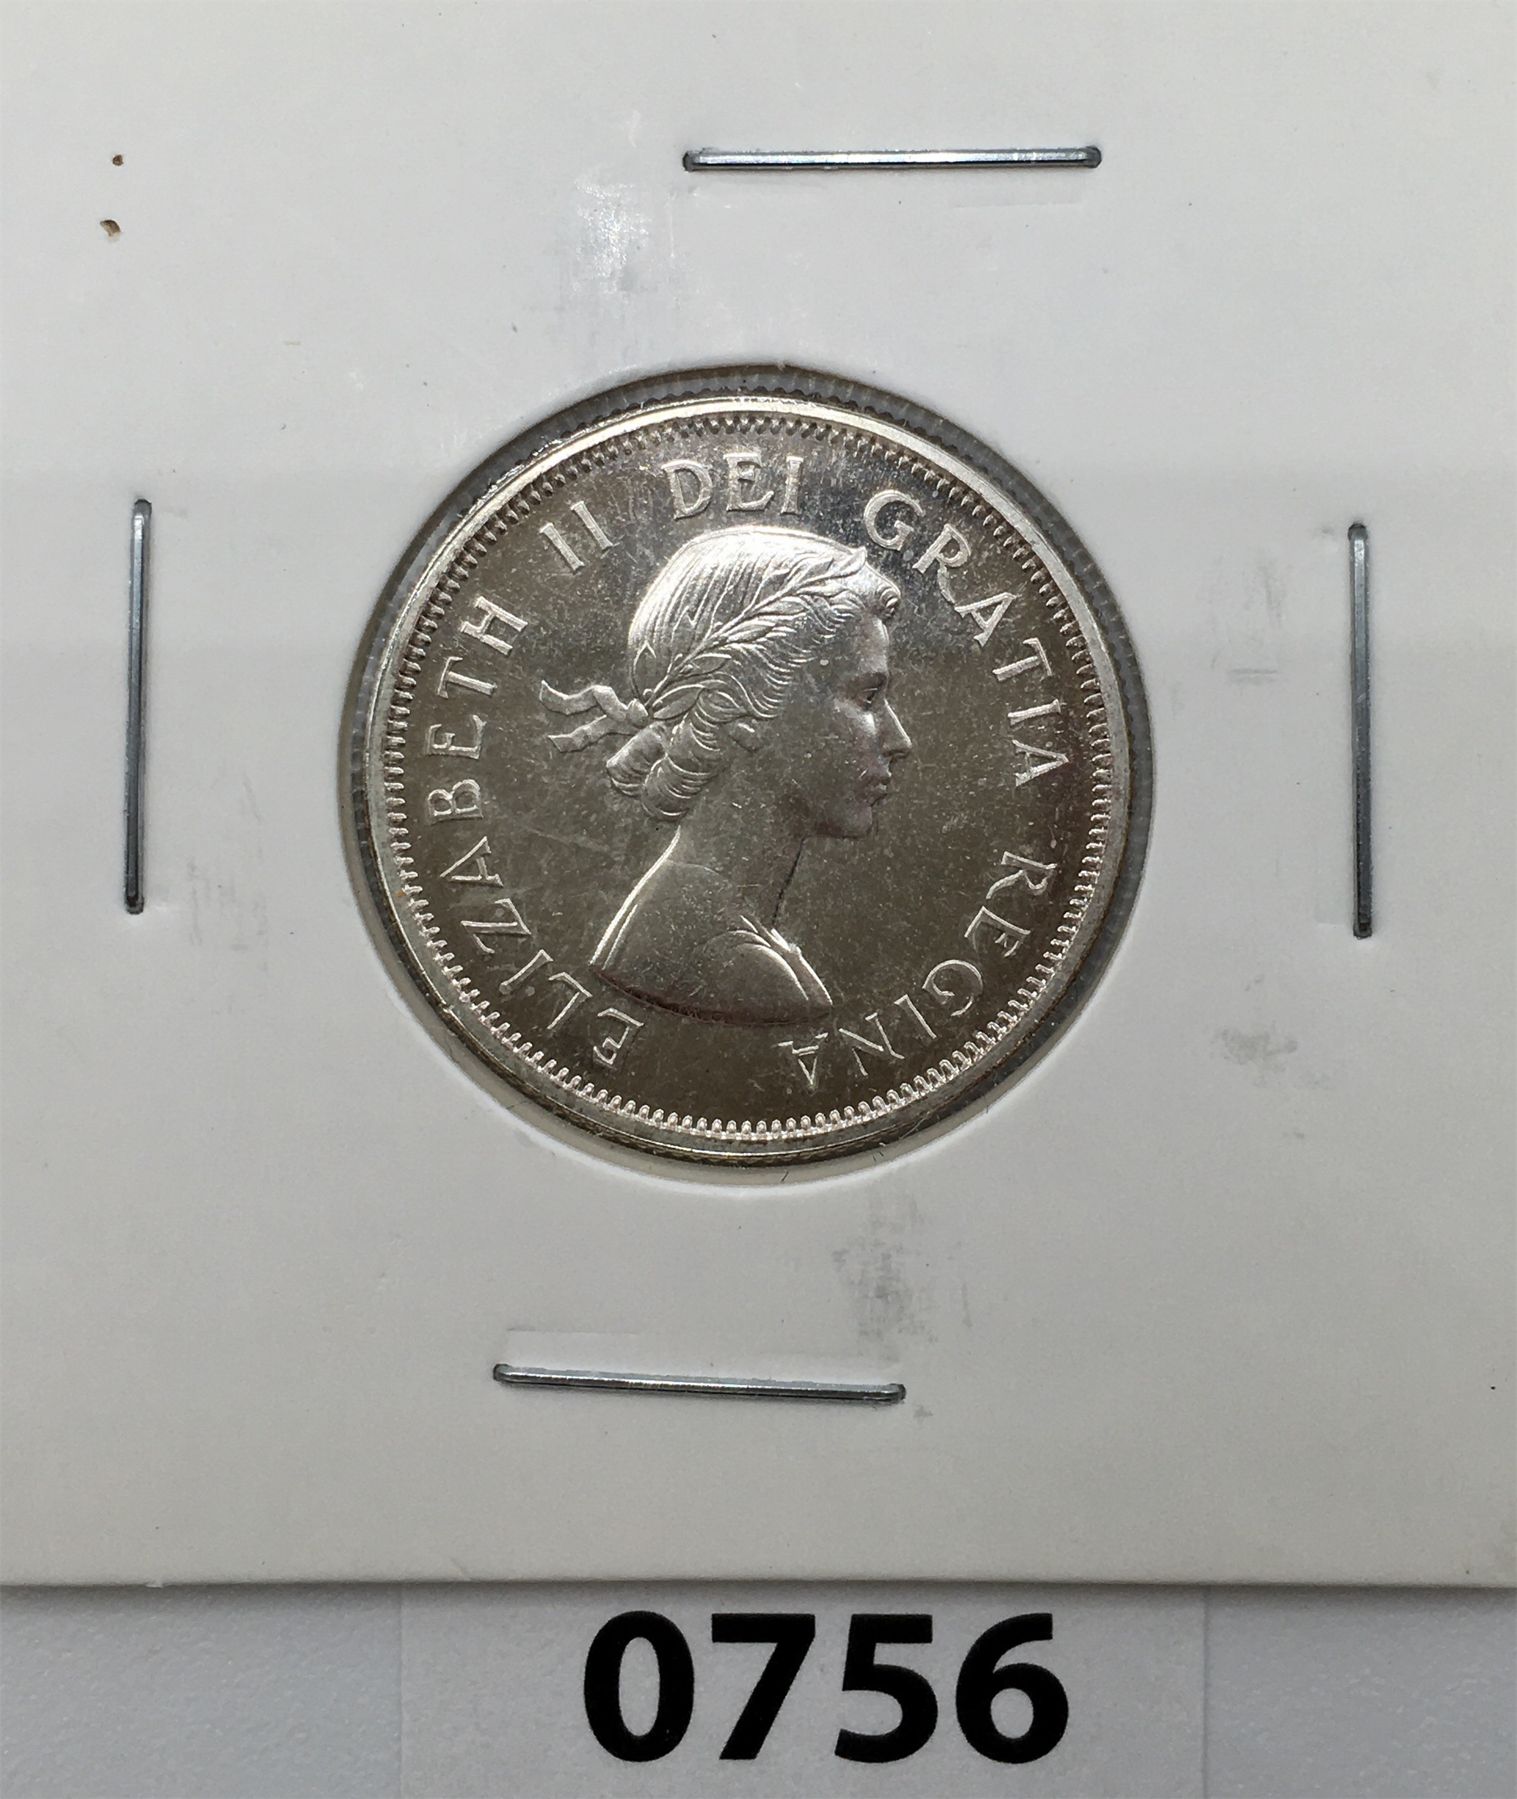 ELIZABETH II DEI GRATIA REGINA
0756